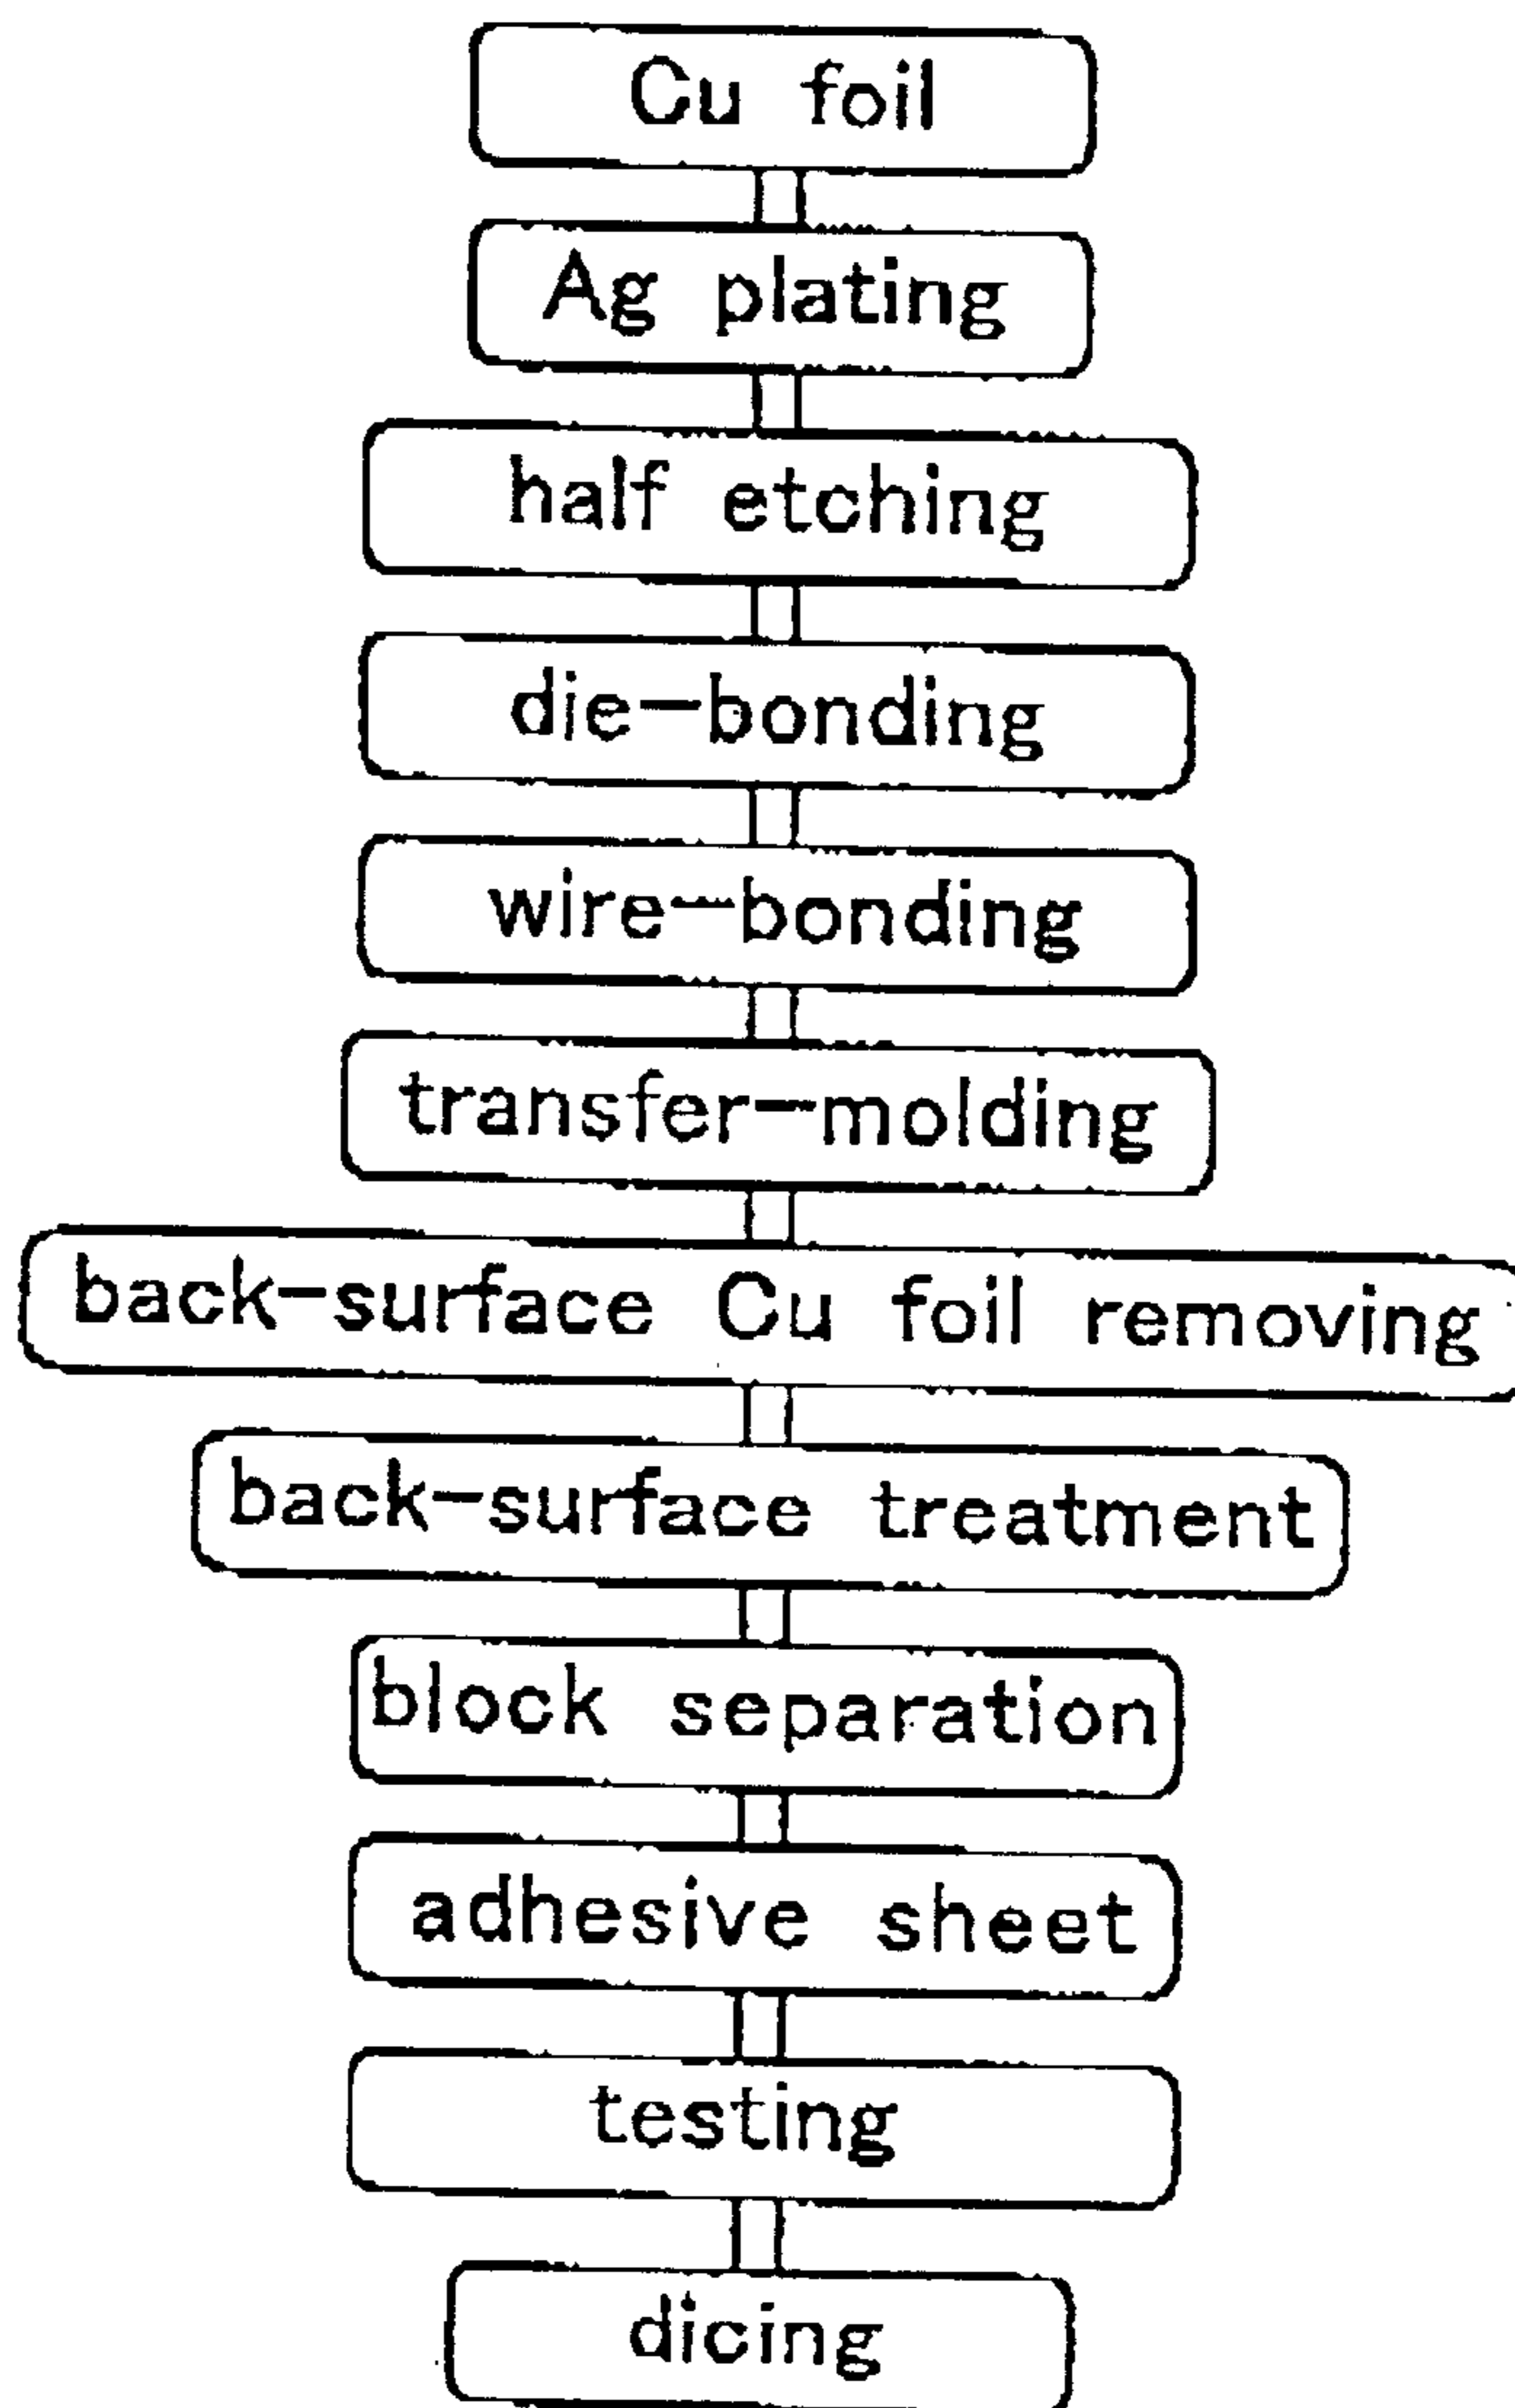 Cu foil
Ag plating
half etching
die-bonding
wire-bonding
transfer-molding
back-surface Cu foil removing
back-surface treatment
block separation
adhesive sheet
testing
dicing